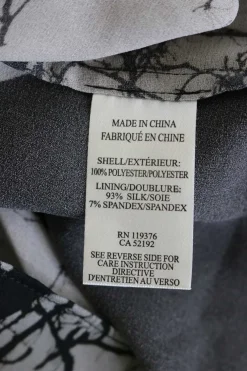 MADE IN CHINA
FABRIQUÉ EN CHINE
SHELL/EXTÉRIEUR:
100% POLYESTER/POLYESTER
LINING/DOUBLURE:
93% SILK/SOIE
7% SPANDEX/SPANDEX
RN 119376
CA 52192
SEE REVERSE SIDE FOR
CARE INSTRUCTION
DIRECTIVE
D'ENTRETIEN AU VERSO